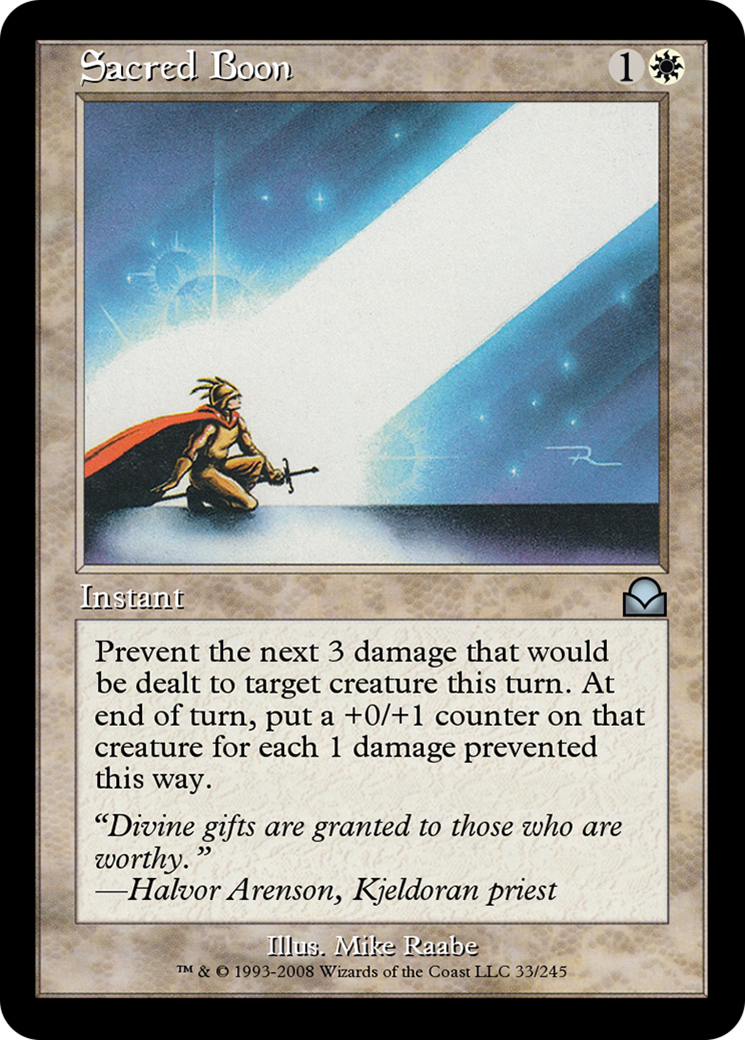 Sacred Boon 1
Instant
Prevent the next 3 damage that would
be dealt to target creature this turn. At
end of turn, put a +0/+1 counter on that
creature for each 1 damage prevented
this way.
“Divine gifts are granted to those who are
worthy.”
—Halvor Arenson, Kjeldoran priest
Illus. Mike Raabe
™ & © 1993-2008 Wizards of the Coast LLC 33/245